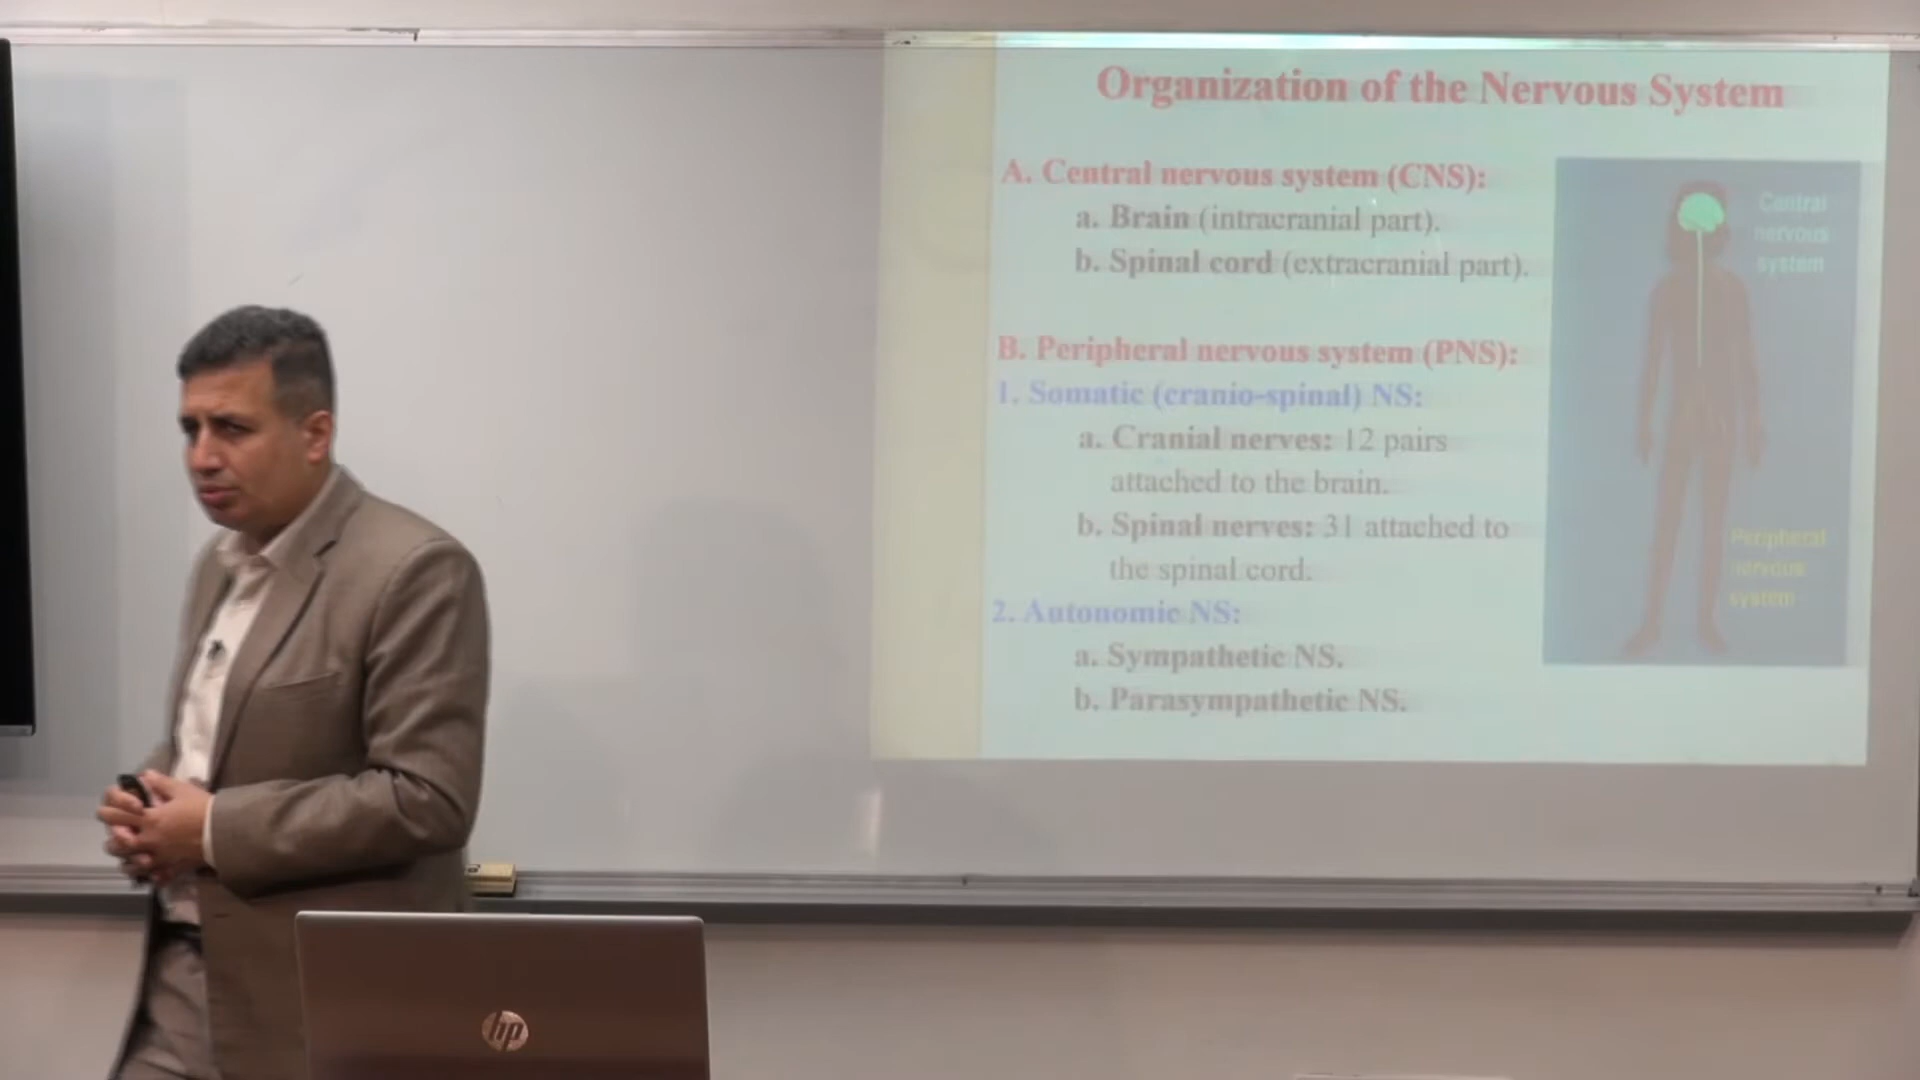 Organization of the Nervous System
A. Central nervous system (CNS):
a. Brain (intracranial part).
b. Spinal cord (extracranial part).
B. Peripheral nervous system (PNS):
1. Somatic (cranio-spinal) NS:
a. Cranial nerves: 12 pairs
attached to the brain.
b. Spinal nerves: 31 attached to
the spinal cord.
2. Autonomic NS:
a. Sympathetic NS.
b. Parasympathetic NS.
Central
nervous
system
Peripheral
nervous
system
hp